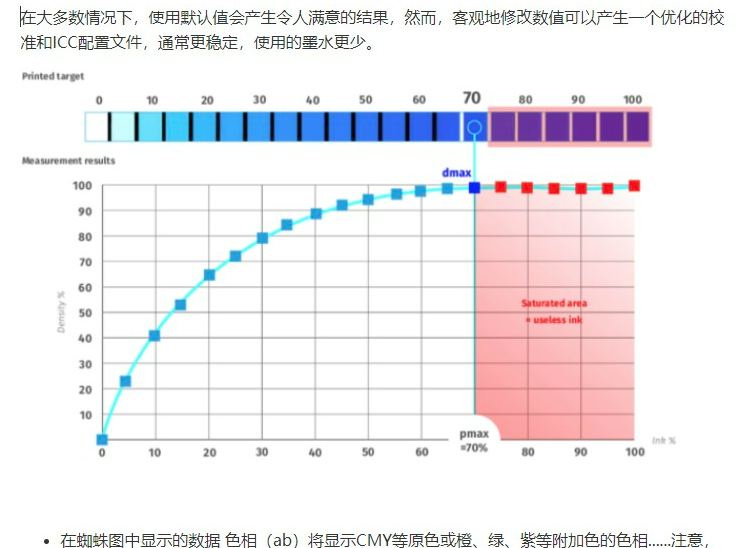 在大多数情况下，使用默认值会产生令人满意的结果，然而，客观地修改数值可以产生一个优化的校
准和ICC配置文件，通常更稳定，使用的墨水更少。
Printed target
0 10 20 30 40 50 60 70 80 90 100
Measurement results
dmax
100
90
80
70
60
50
40
30
20
10
Density %
Saturated area
= useless ink
pmax
=70%
0 10 20 30 40 50 60 80 90 100
Ink %
• 在蜘蛛图中显示的数据 色相（ab）将显示CMY等原色或橙、绿、紫等附加色的色相......注意，